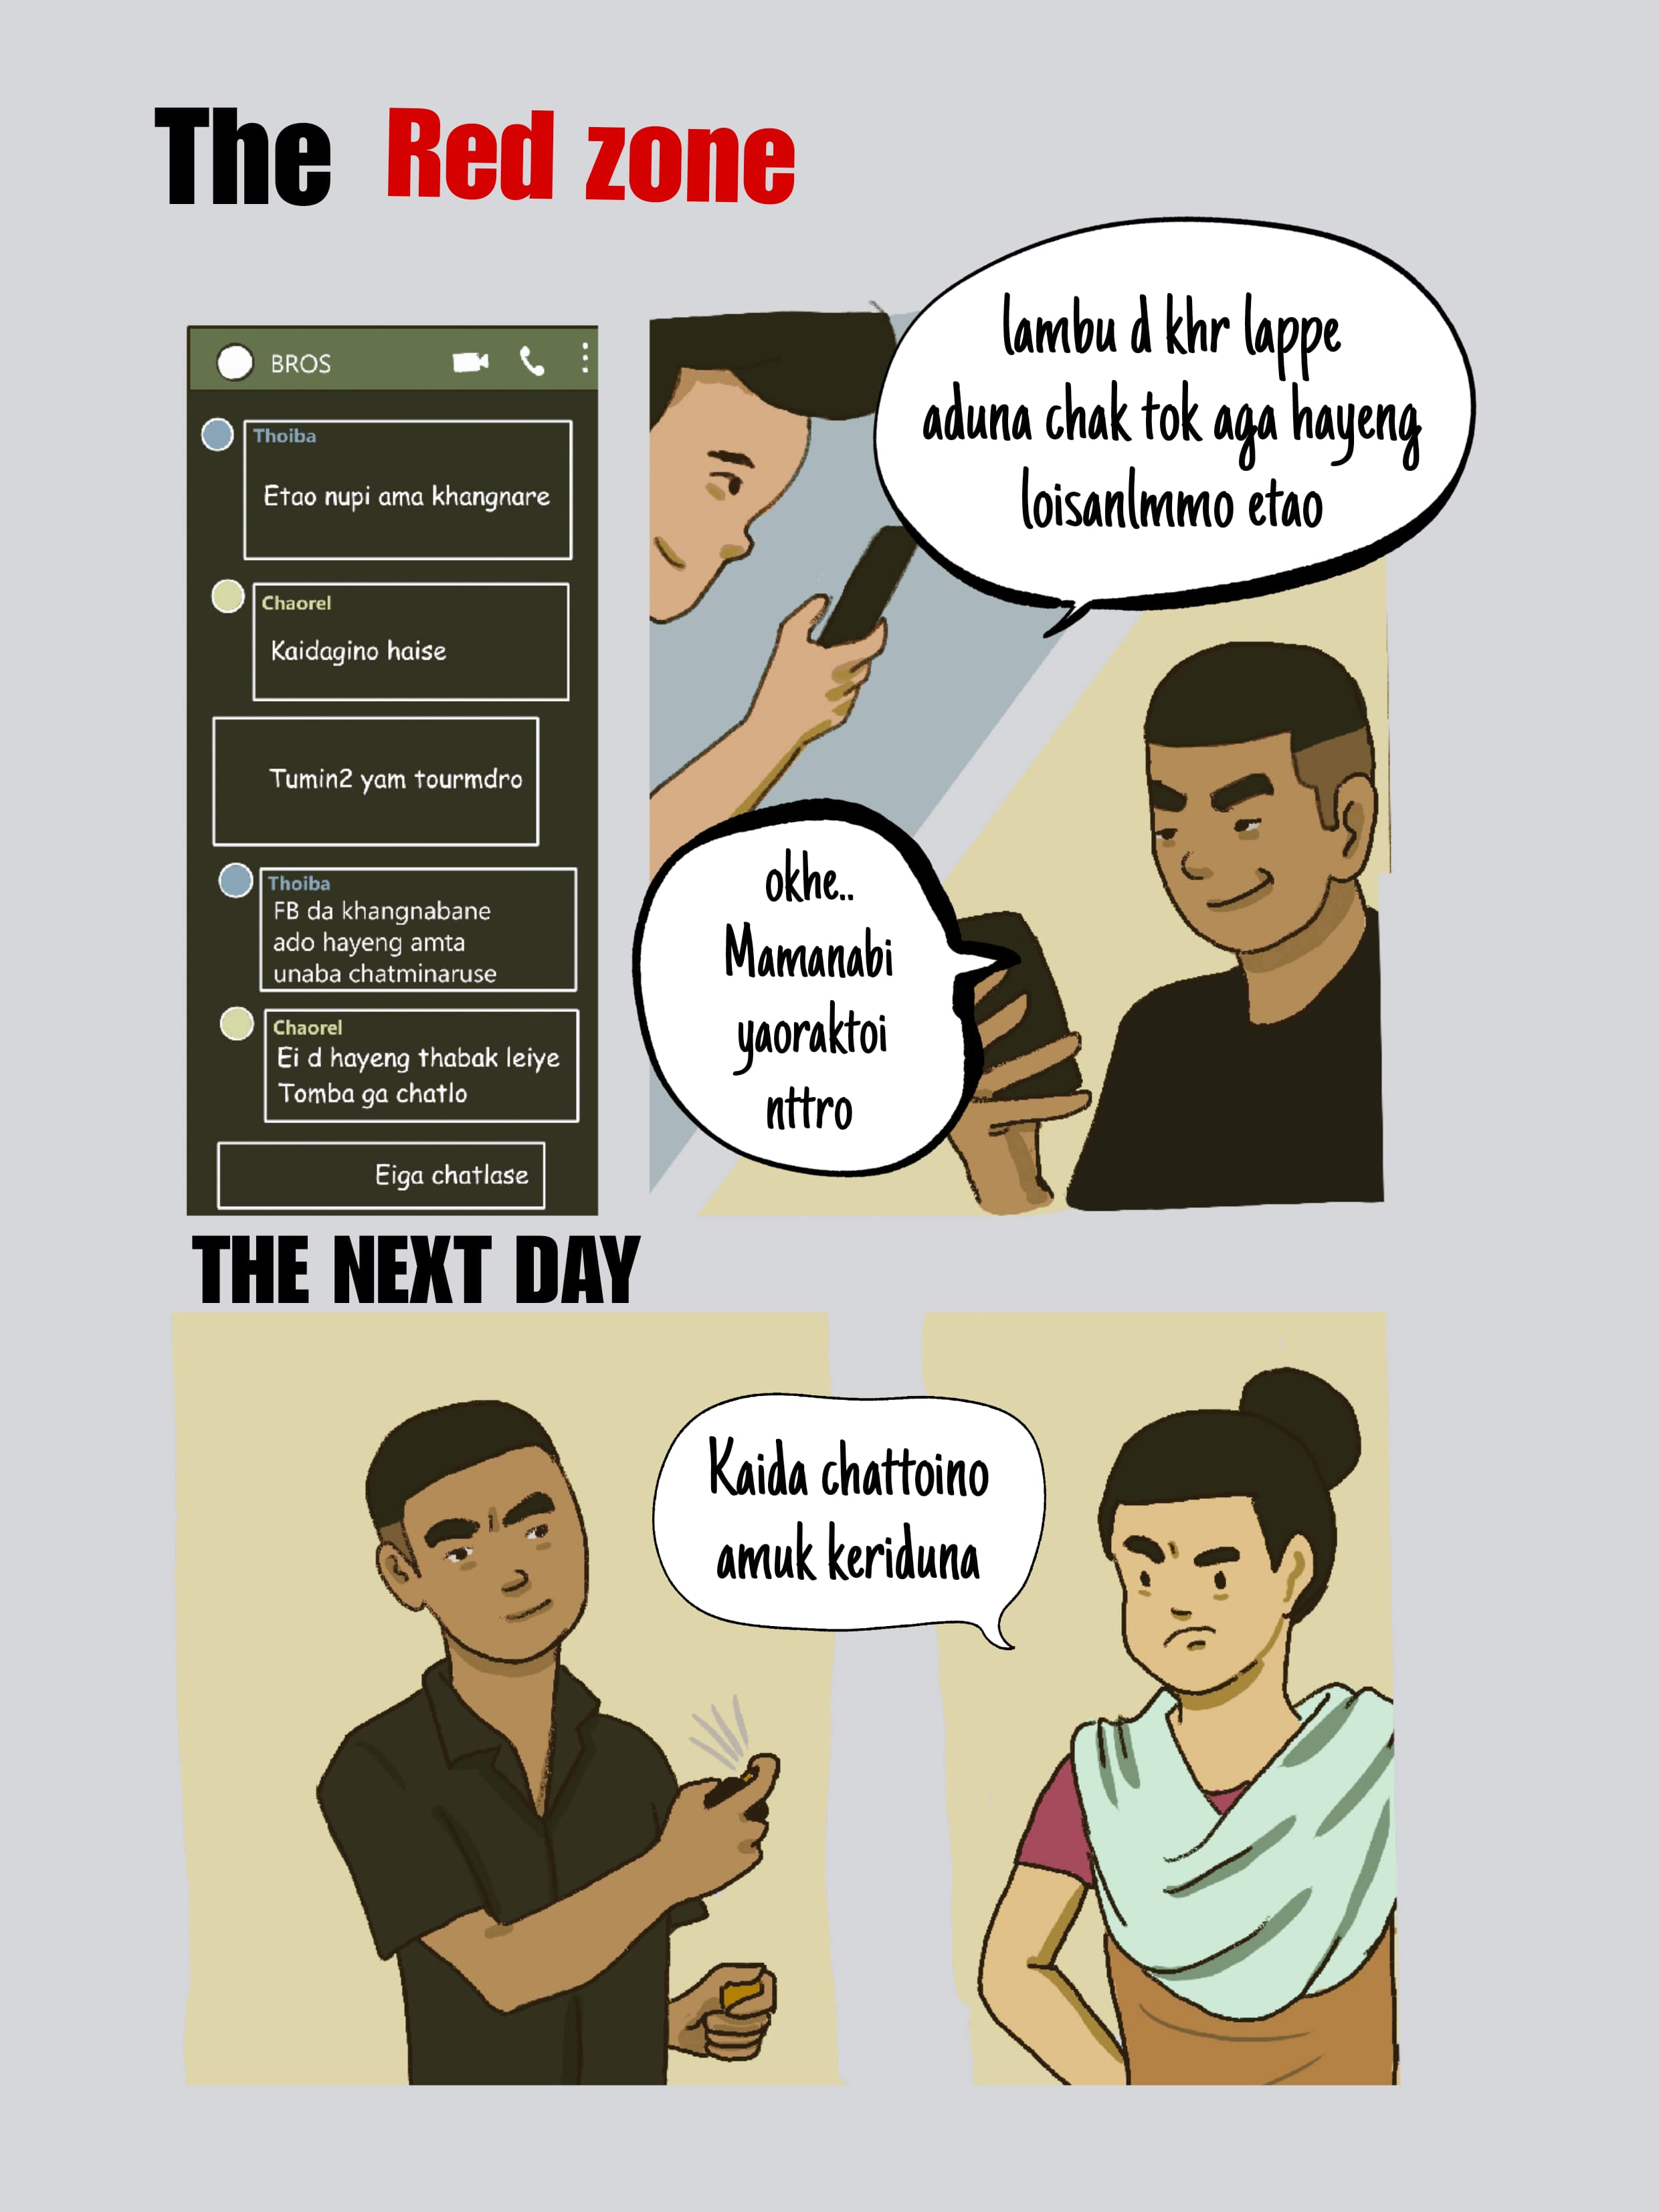 The Red zone
BROS
Thoiba
Etao nupi ama khangnare
Chaorel
Kaidagino haise
Tumin2 yam tourmdro
Thoiba
FB da khangnabane
ado hayeng amta
unaba chatminaruse
Chaorel
Ei d hayeng thabak leiye
Tomba ga chatlo
Eiga chatlase
lambu d khr lappe
aduna chak tok aga hayeng
loisanlmmo etao
okhe..
Mamanabi
yaoraktoi
nttro
THE NEXT DAY
Kaida chattoino
amuk keriduna